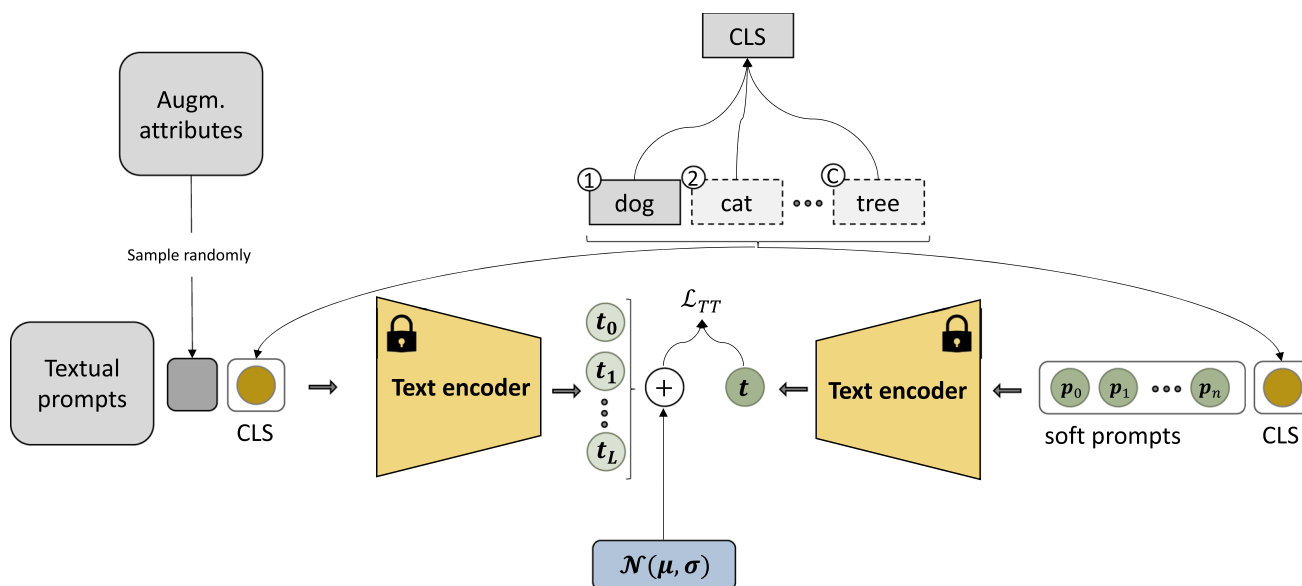 CLS
Augm.
attributes
1
2
C
dog
cat
tree
Sample randomly
Textual
prompts
CLS
Text encoder
t_0
t_1
t_L
+
ℒ_TT
t
Text encoder
p_0
p_1
p_n
soft prompts
CLS
𝒩(μ, σ)